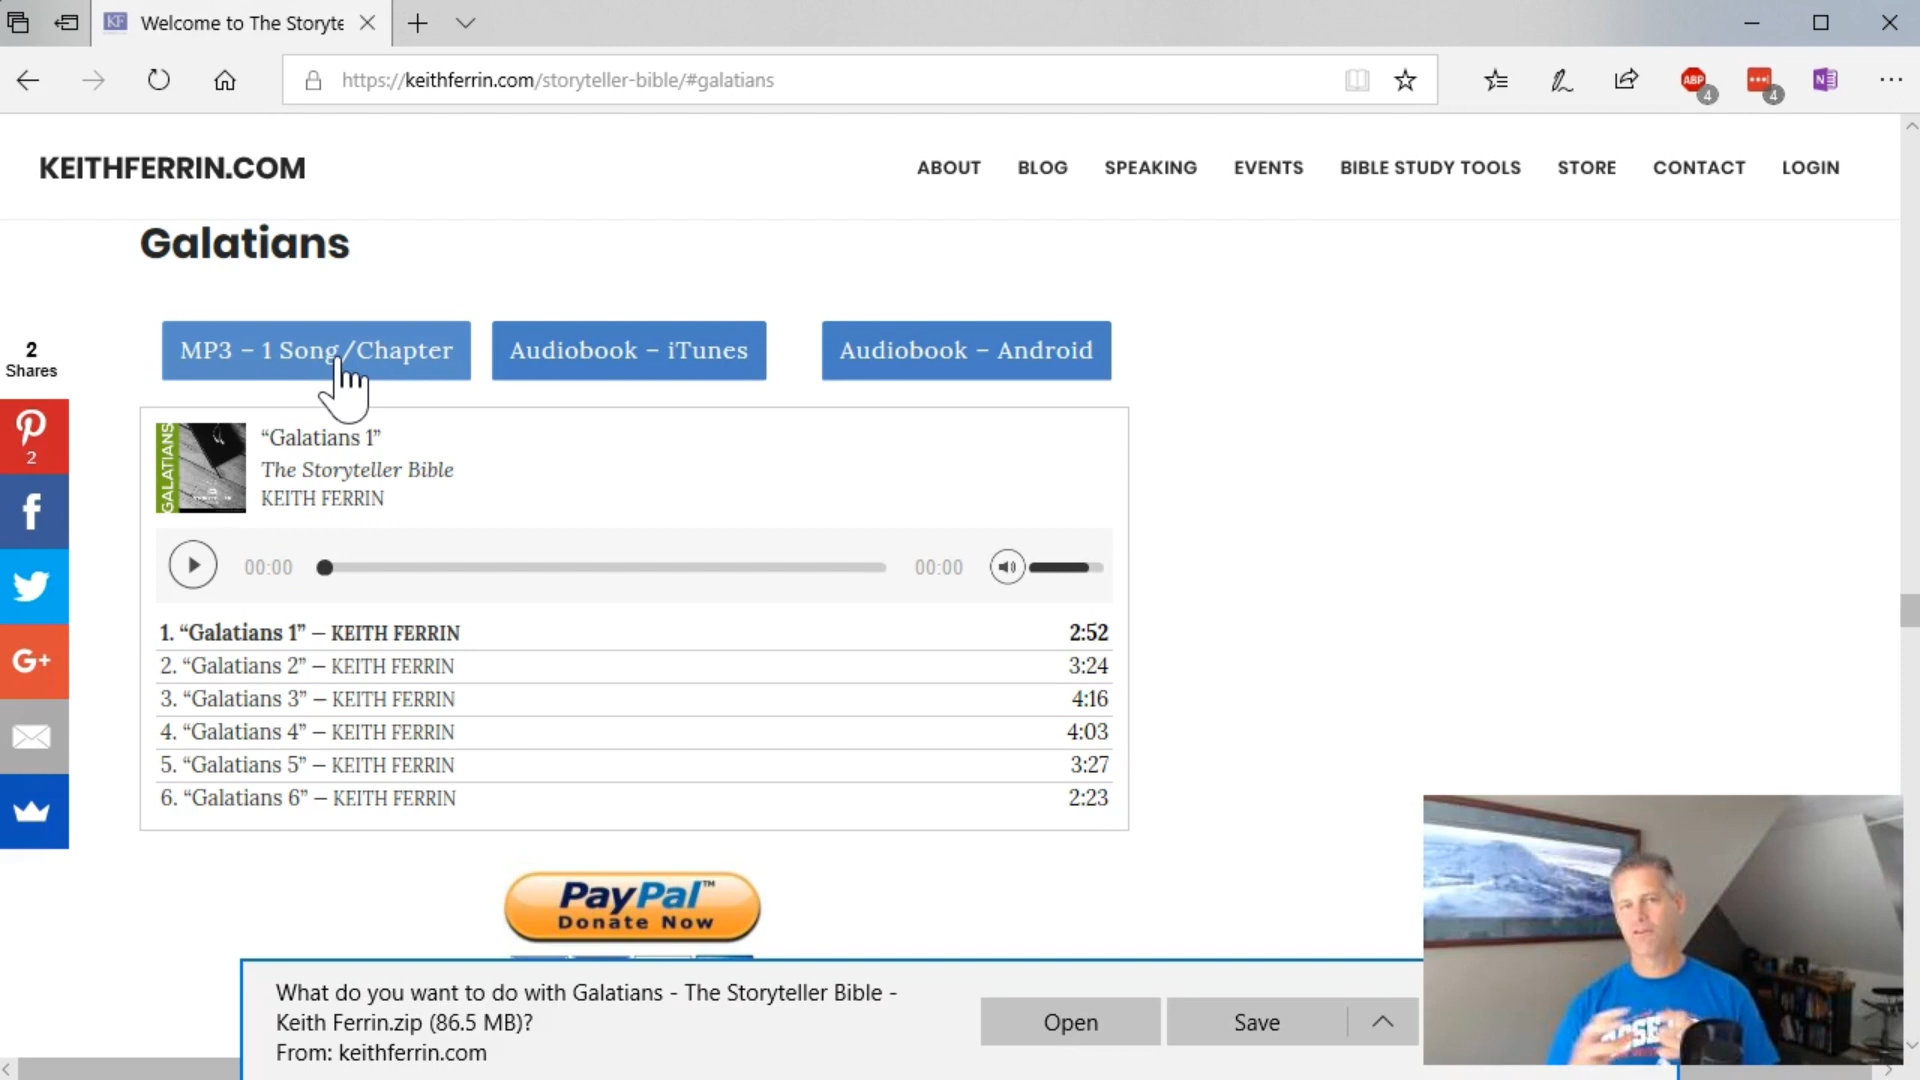 KF Welcome to The Storyte
https://keithferrin.com/storyteller-bible/#galatians
ABP 4
4
N
KEITHFERRIN.COM
ABOUT BLOG SPEAKING EVENTS BIBLE STUDY TOOLS STORE CONTACT LOGIN
Galatians
MP3 – 1 Song/Chapter
Audiobook – iTunes
Audiobook – Android
2
Shares
2
G+
GALATIANS
“Galatians 1”
The Storyteller Bible
KEITH FERRIN
00:00
00:00
1. “Galatians 1” – KEITH FERRIN 2:52
2. “Galatians 2” – KEITH FERRIN 3:24
3. “Galatians 3” – KEITH FERRIN 4:16
4. “Galatians 4” – KEITH FERRIN 4:03
5. “Galatians 5” – KEITH FERRIN 3:27
6. “Galatians 6” – KEITH FERRIN 2:23
PayPal™
Donate Now
What do you want to do with Galatians - The Storyteller Bible -
Keith Ferrin.zip (86.5 MB)?
From: keithferrin.com
Open
Save